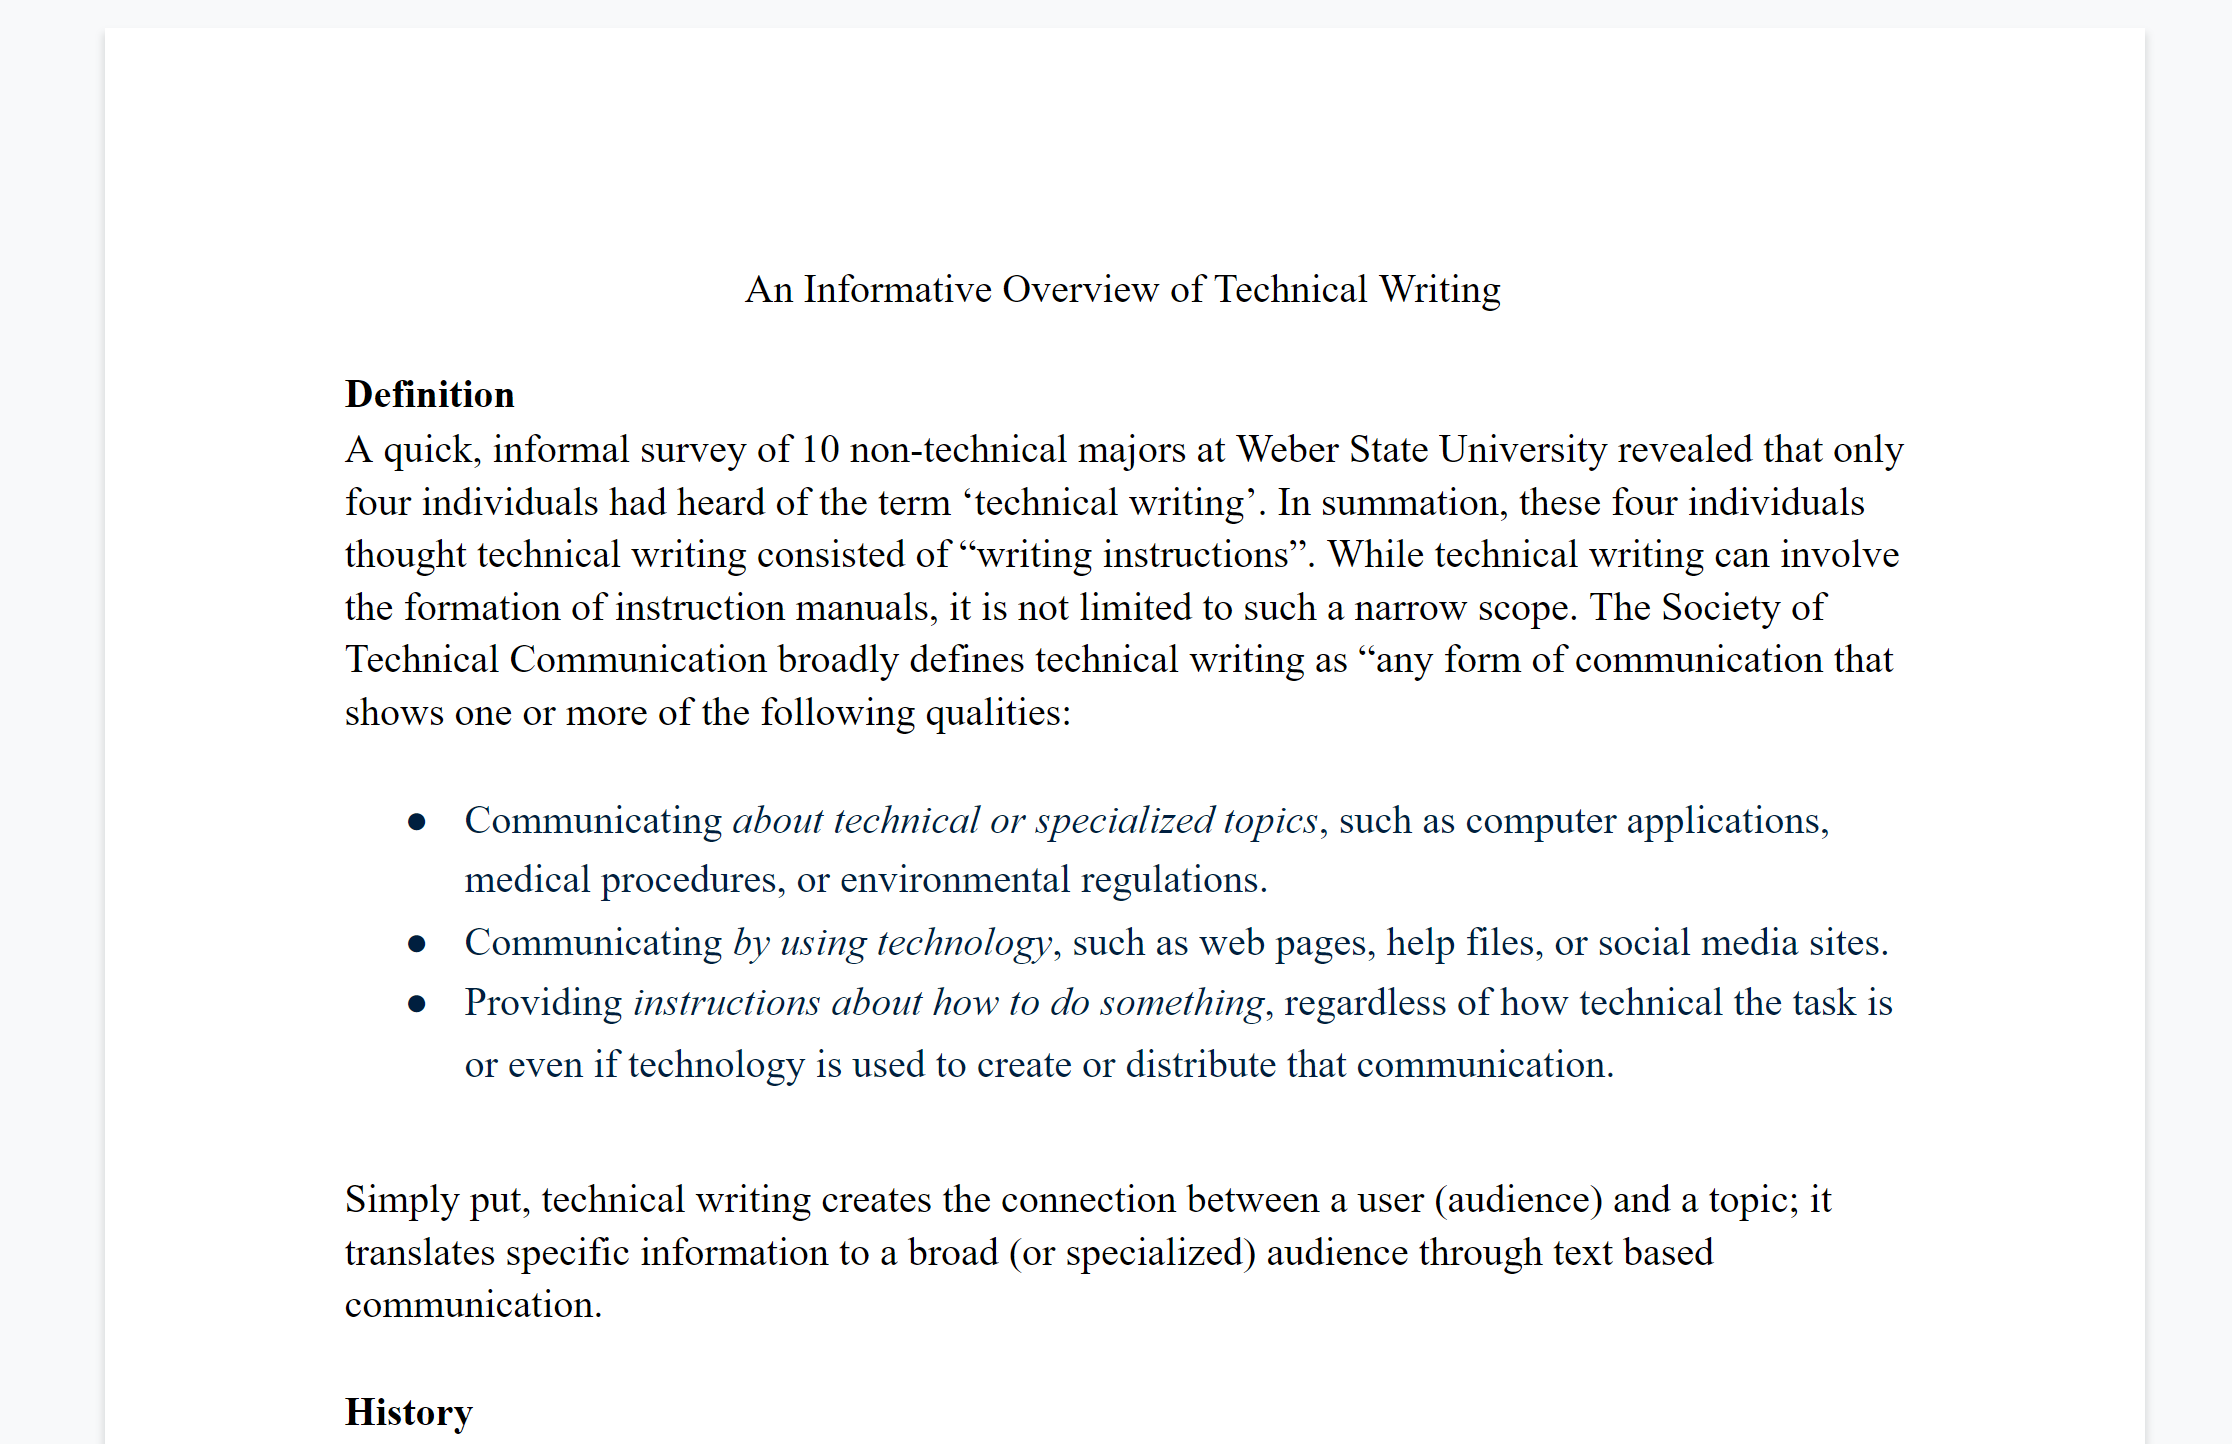 An Informative Overview of Technical Writing
Definition
A quick, informal survey of 10 non-technical majors at Weber State University revealed that only
four individuals had heard of the term ‘technical writing’. In summation, these four individuals
thought technical writing consisted of “writing instructions”. While technical writing can involve
the formation of instruction manuals, it is not limited to such a narrow scope. The Society of
Technical Communication broadly defines technical writing as “any form of communication that
shows one or more of the following qualities:
● Communicating about technical or specialized topics, such as computer applications,
medical procedures, or environmental regulations.
● Communicating by using technology, such as web pages, help files, or social media sites.
● Providing instructions about how to do something, regardless of how technical the task is
or even if technology is used to create or distribute that communication.
Simply put, technical writing creates the connection between a user (audience) and a topic; it
translates specific information to a broad (or specialized) audience through text based
communication.
History